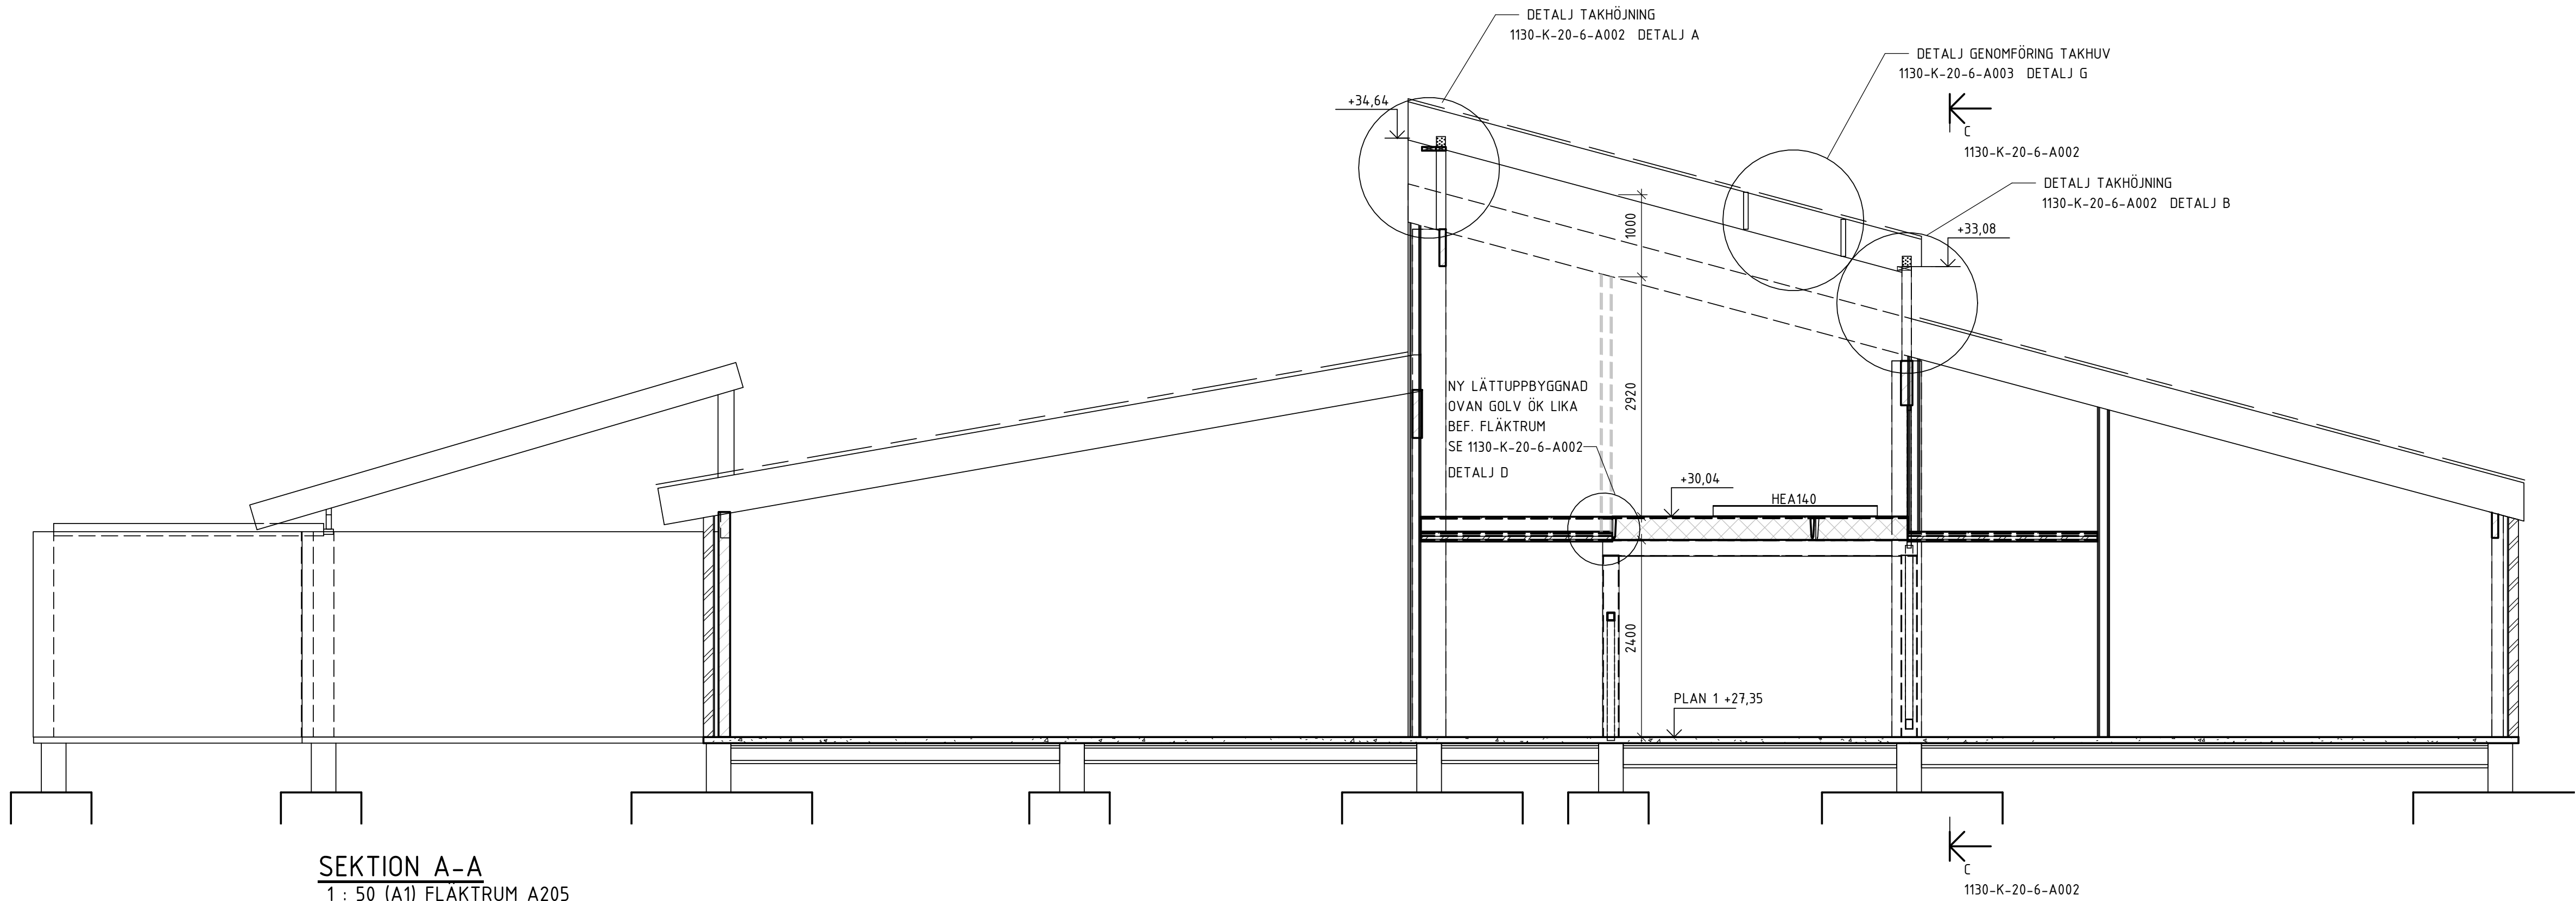 DETALJ TAKHÖJNING
1130-K-20-6-A002 DETALJ A
DETALJ GENOMFÖRING TAKHUV
1130-K-20-6-A003 DETALJ G
+34,64
C
1130-K-20-6-A002
DETALJ TAKHÖJNING
1130-K-20-6-A002 DETALJ B
+33,08
1000
2920
NY LÄTTUPPBYGGNAD
OVAN GOLV ÖK LIKA
BEF. FLÄKTRUM
SE 1130-K-20-6-A002
DETALJ D
+30,04
HEA140
2400
PLAN 1 +27,35
SEKTION A-A
1 : 50 (A1) FLÄKTRUM A205
C
1130-K-20-6-A002